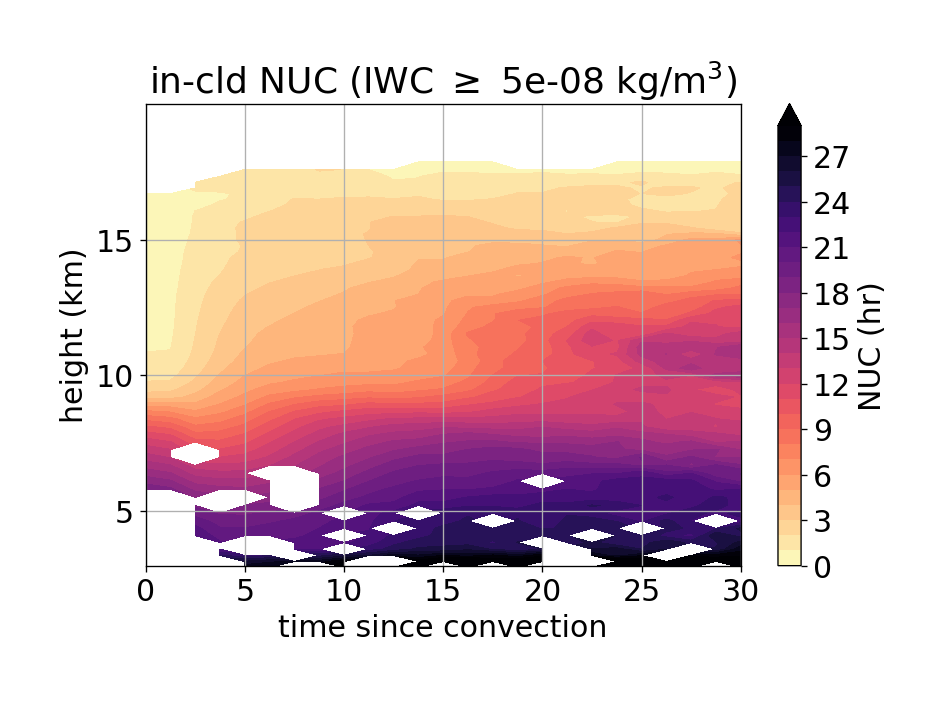 in-cld NUC (IWC ≥ 5e-08 kg/m³)
height (km)
15
10
5
0 5 10 15 20 25 30
time since convection
27
24
21
18
15
12
9
6
3
0
NUC (hr)